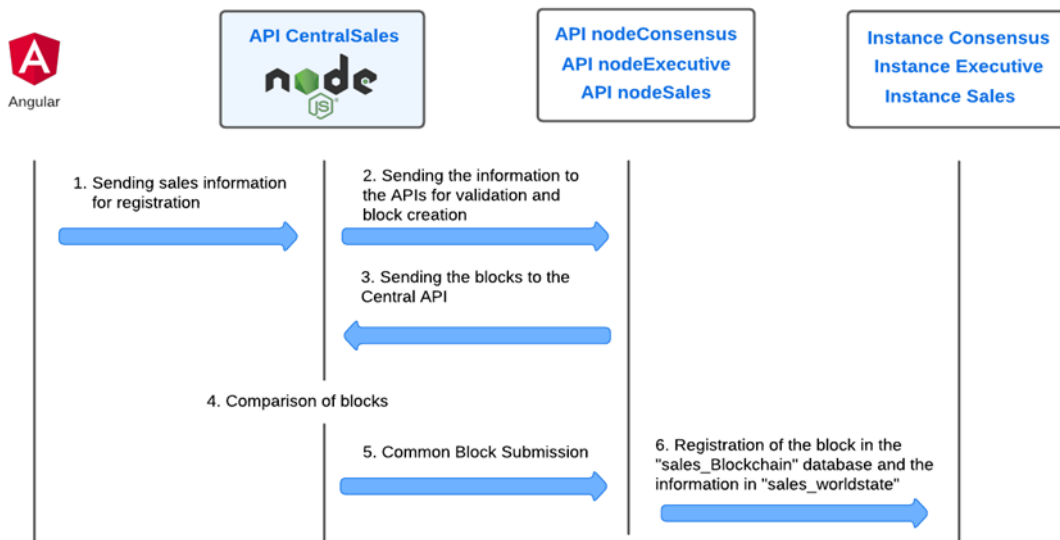 API CentralSales
node
JS
Angular
API nodeConsensus
API nodeExecutive
API nodeSales
Instance Consensus
Instance Executive
Instance Sales
1. Sending sales information
for registration
2. Sending the information to
the APIs for validation and
block creation
3. Sending the blocks to the
Central API
4. Comparison of blocks
5. Common Block Submission
6. Registration of the block in the
"sales_Blockchain" database and the
information in "sales_worldstate"